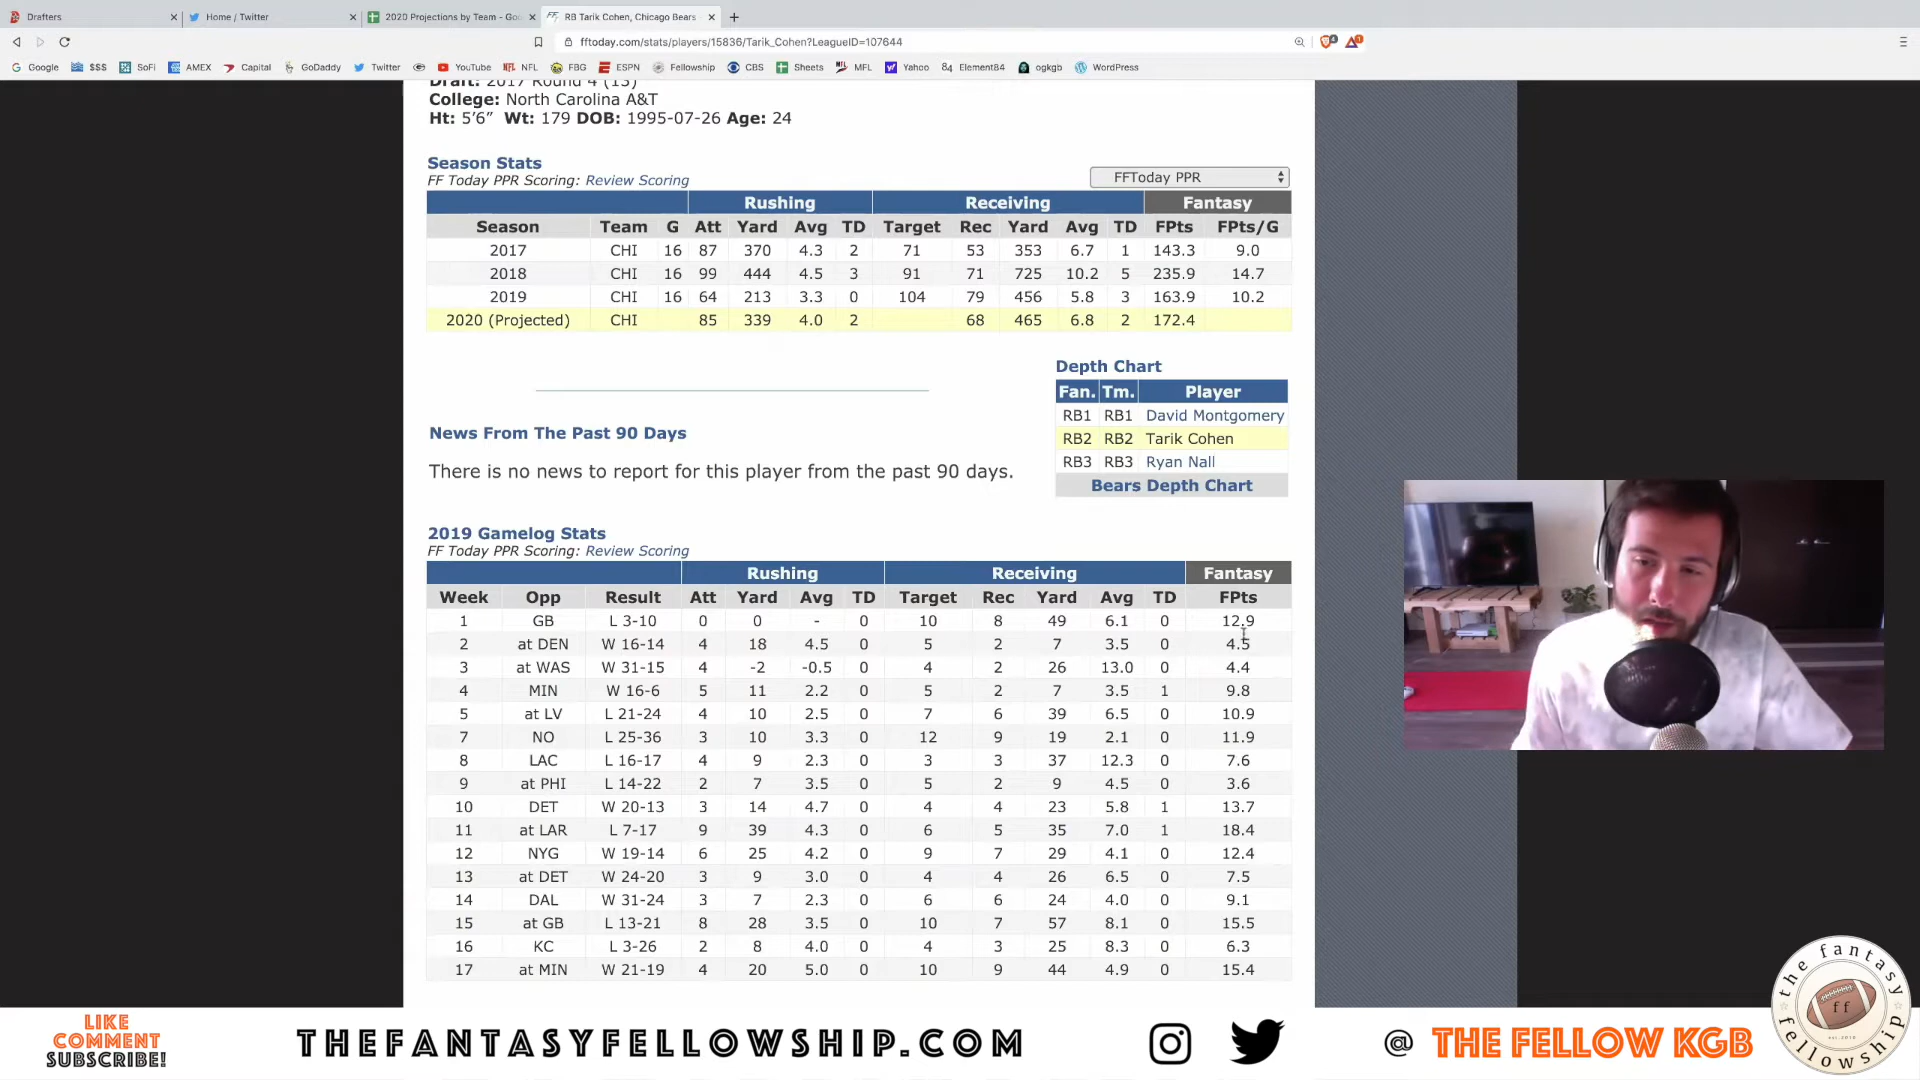 Drafters
Home / Twitter
2020 Projections by Team - Goo
RB Tarik Cohen, Chicago Bears
fftoday.com/stats/players/15836/Tarik_Cohen?LeagueID=107644
Google $$$ SoFi AMEX Capital GoDaddy Twitter YouTube NFL FBG ESPN Fellowship CBS Sheets MFL Yahoo Element84 ogkgb WordPress
Draft: 2017 Round 4 (13)
College: North Carolina A&T
Ht: 5'6" Wt: 179 DOB: 1995-07-26 Age: 24
Season Stats
FF Today PPR Scoring: Review Scoring
FFToday PPR
Rushing Receiving Fantasy
Season Team G Att Yard Avg TD Target Rec Yard Avg TD FPts FPts/G
2017 CHI 16 87 370 4.3 2 71 53 353 6.7 1 143.3 9.0
2018 CHI 16 99 444 4.5 3 91 71 725 10.2 5 235.9 14.7
2019 CHI 16 64 213 3.3 0 104 79 456 5.8 3 163.9 10.2
2020 (Projected) CHI 85 339 4.0 2 68 465 6.8 2 172.4
Depth Chart
Fan. Tm. Player
RB1 RB1 David Montgomery
RB2 RB2 Tarik Cohen
RB3 RB3 Ryan Nall
Bears Depth Chart
News From The Past 90 Days
There is no news to report for this player from the past 90 days.
2019 Gamelog Stats
FF Today PPR Scoring: Review Scoring
Rushing Receiving Fantasy
Week Opp Result Att Yard Avg TD Target Rec Yard Avg TD FPts
1 GB L 3-10 0 0 - 0 10 8 49 6.1 0 12.9
2 at DEN W 16-14 4 18 4.5 0 5 2 7 3.5 0 4.5
3 at WAS W 31-15 4 -2 -0.5 0 4 2 26 13.0 0 4.4
4 MIN W 16-6 5 11 2.2 0 5 2 7 3.5 1 9.8
5 at LV L 21-24 4 10 2.5 0 7 6 39 6.5 0 10.9
7 NO L 25-36 3 10 3.3 0 12 9 19 2.1 0 11.9
8 LAC L 16-17 4 9 2.3 0 3 3 37 12.3 0 7.6
9 at PHI L 14-22 2 7 3.5 0 5 2 9 4.5 0 3.6
10 DET W 20-13 3 14 4.7 0 4 4 23 5.8 1 13.7
11 at LAR L 7-17 9 39 4.3 0 6 5 35 7.0 1 18.4
12 NYG W 19-14 6 25 4.2 0 9 7 29 4.1 0 12.4
13 at DET W 24-20 3 9 3.0 0 4 4 26 6.5 0 7.5
14 DAL W 31-24 3 7 2.3 0 6 6 24 4.0 0 9.1
15 at GB L 13-21 8 28 3.5 0 10 7 57 8.1 0 15.5
16 KC L 3-26 2 8 4.0 0 4 3 25 8.3 0 6.3
17 at MIN W 21-19 4 20 5.0 0 10 9 44 4.9 0 15.4
LIKE
COMMENT
SUBSCRIBE!
THEFANTASYFELLOWSHIP.COM
@ THE FELLOW KGB
the fantasy
ff
fellowship